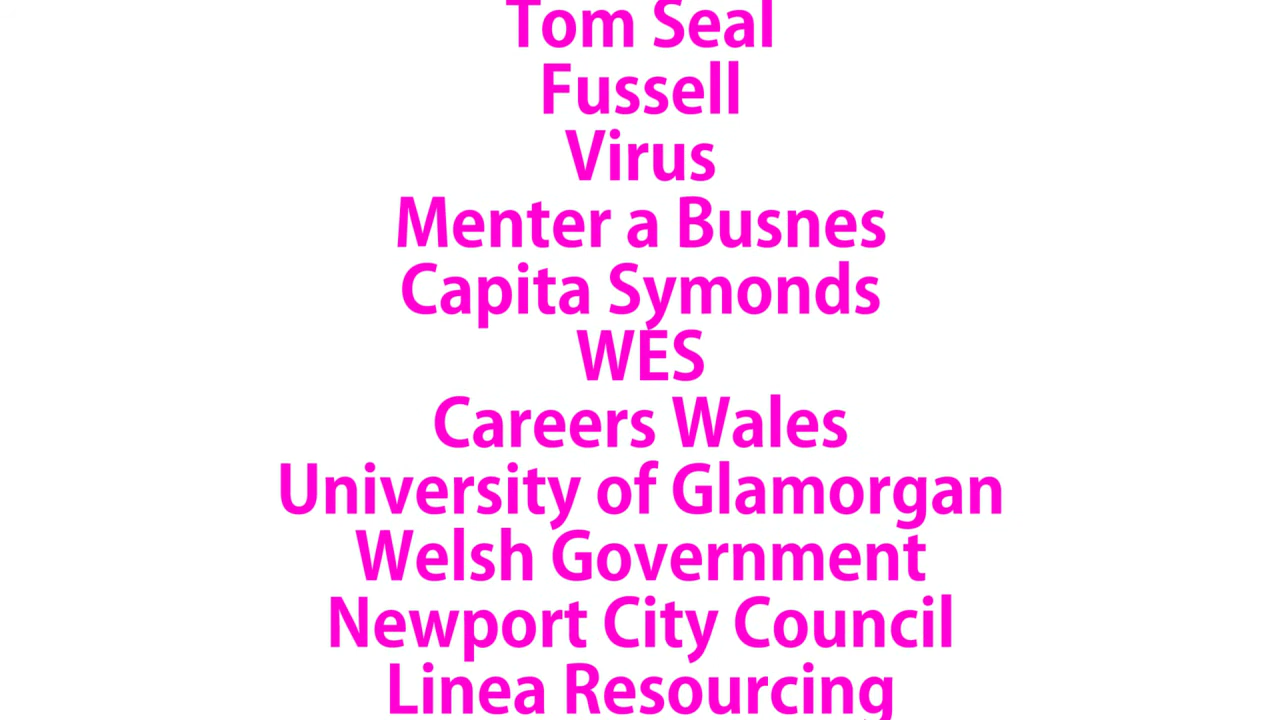 Tom Seal
Fussell
Virus
Menter a Busnes
Capita Symonds
WES
Careers Wales
University of Glamorgan
Welsh Government
Newport City Council
Linea Resourcing